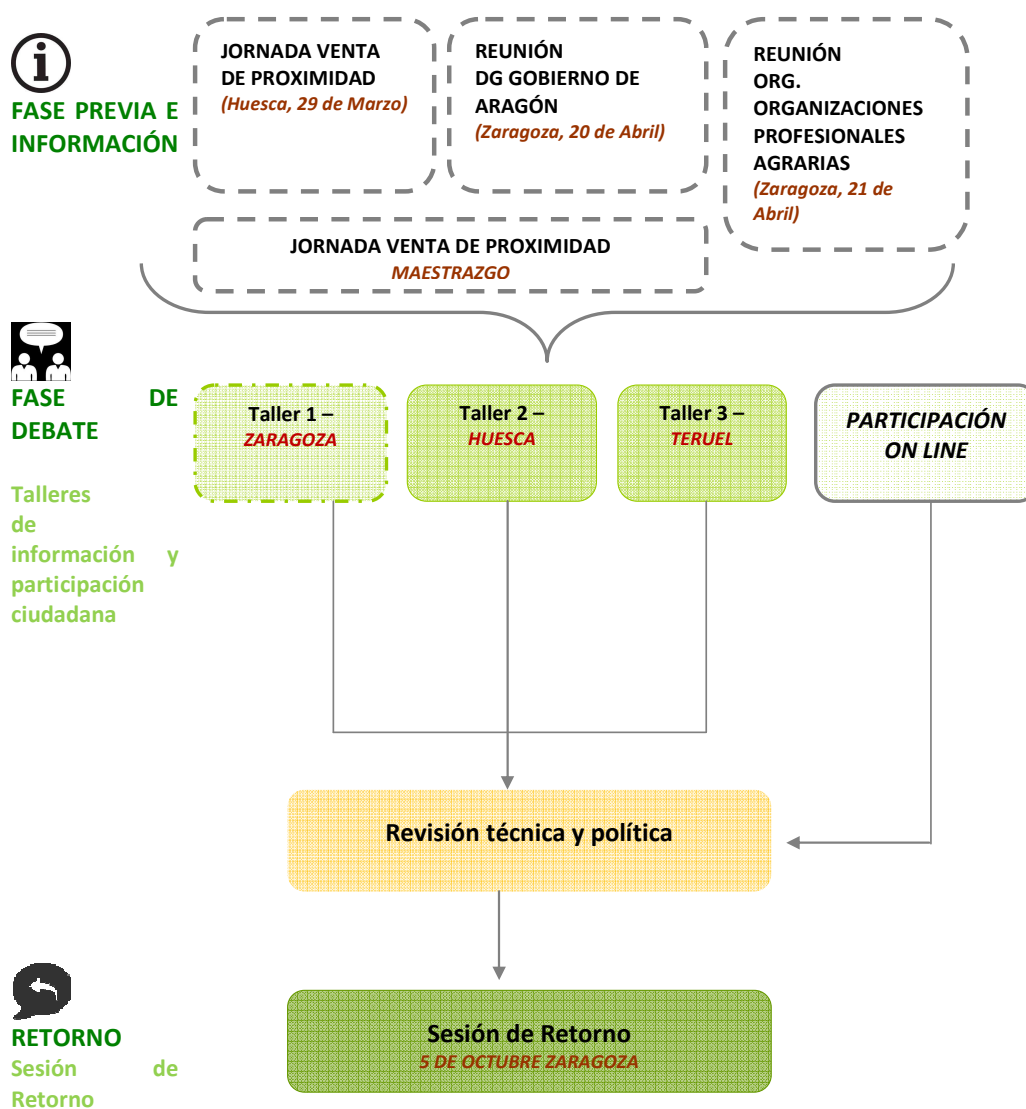 FASE PREVIA E
INFORMACIÓN
JORNADA VENTA
DE PROXIMIDAD
(Huesca, 29 de Marzo)
REUNIÓN
DG GOBIERNO DE
ARAGÓN
(Zaragoza, 20 de Abril)
REUNIÓN
ORG.
ORGANIZACIONES
PROFESIONALES
AGRARIAS
(Zaragoza, 21 de
Abril)
JORNADA VENTA DE PROXIMIDAD
MAESTRAZGO
FASE DE
DEBATE
Talleres
de
información y
participación
ciudadana
Taller 1 –
ZARAGOZA
Taller 2 –
HUESCA
Taller 3 –
TERUEL
PARTICIPACIÓN
ON LINE
Revisión técnica y política
RETORNO
Sesión de
Retorno
Sesión de Retorno
5 DE OCTUBRE ZARAGOZA